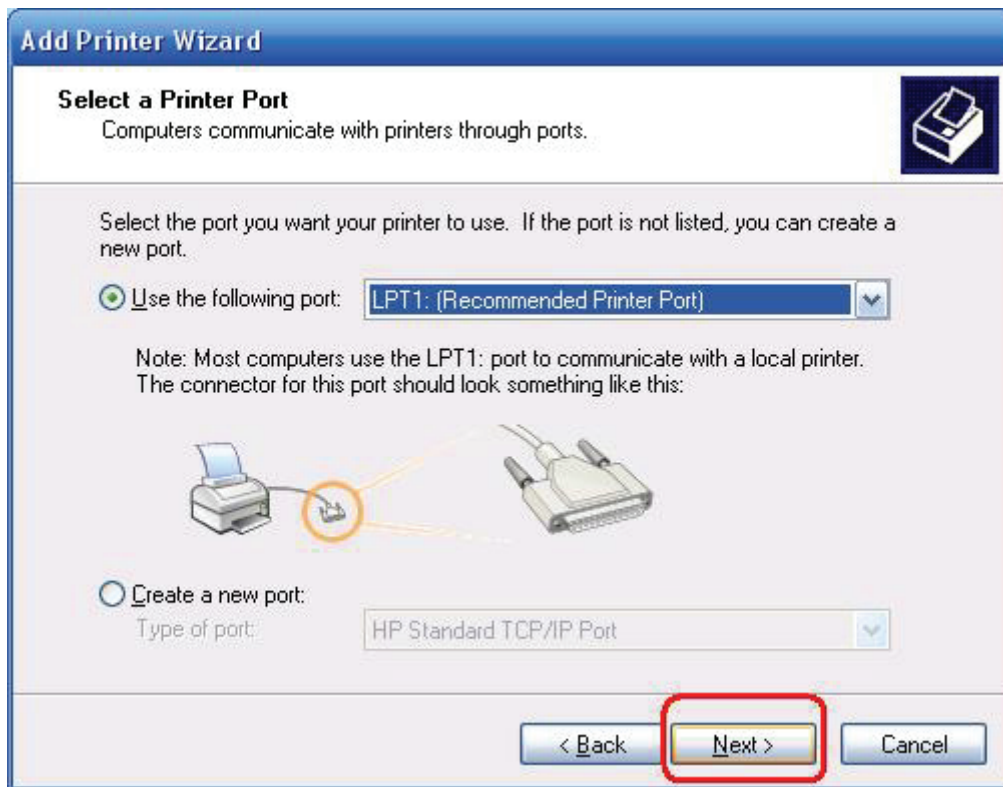 Add Printer Wizard
Select a Printer Port
Computers communicate with printers through ports.
Select the port you want your printer to use. If the port is not listed, you can create a
new port.
Use the following port: LPT1: (Recommended Printer Port)
Note: Most computers use the LPT1: port to communicate with a local printer.
The connector for this port should look something like this:
Create a new port:
Type of port: HP Standard TCP/IP Port
< Back Next > Cancel